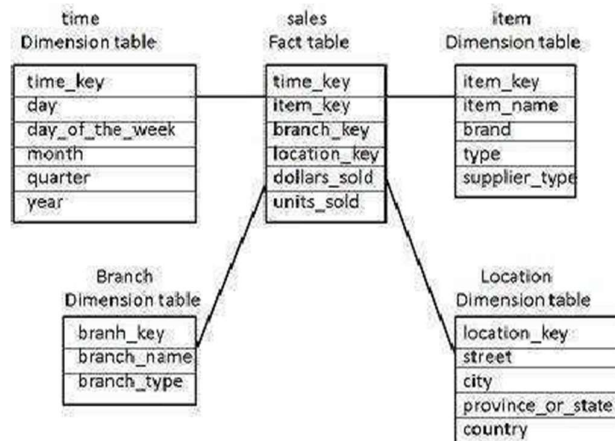 time
Dimension table
time_key
day
day_of_the_week
month
quarter
year
sales
Fact table
time_key
item_key
branch_key
location_key
dollars_sold
units_sold
item
Dimension table
item_key
item_name
brand
type
supplier_type
Branch
Dimension table
branh_key
branch_name
branch_type
Location
Dimension table
location_key
street
city
province_or_state
country